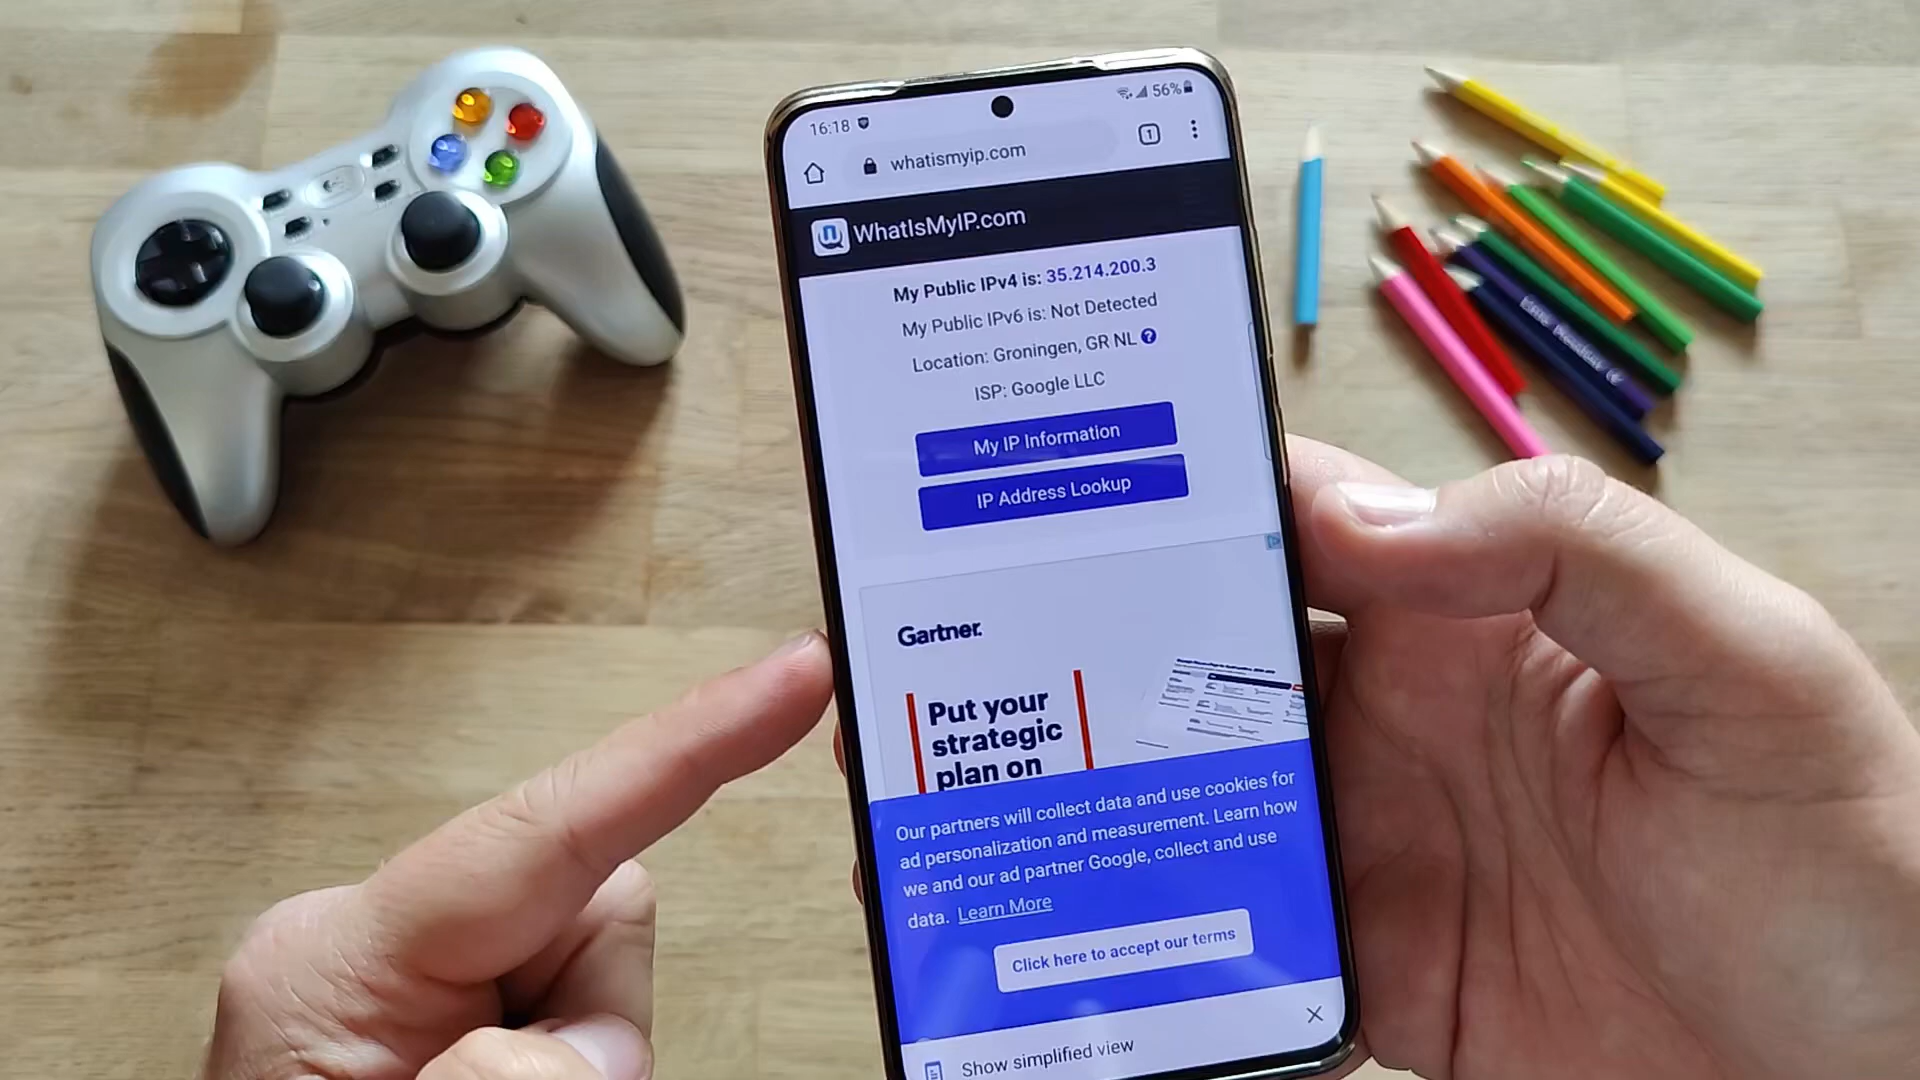 16:18
56%
whatismyip.com
1
WhatIsMyIP.com
My Public IPv4 is: 35.214.200.3
My Public IPv6 is: Not Detected
Location: Groningen, GR NL ?
ISP: Google LLC
My IP Information
IP Address Lookup
Gartner.
Put your
strategic
plan on
Our partners will collect data and use cookies for
ad personalization and measurement. Learn how
we and our ad partner Google, collect and use
data. Learn More
Click here to accept our terms
Show simplified view